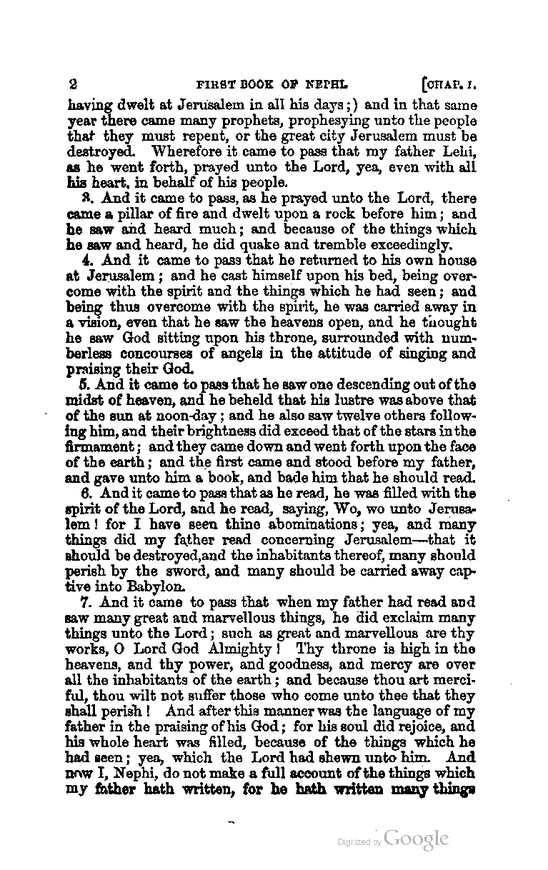 2 FIRST BOOK OF NEPHI. [CHAP. I.
having dwelt at Jerusalem in all his days;) and in that same
year there came many prophets, prophesying unto the people
that they must repent, or the great city Jerusalem must be
destroyed. Wherefore it came to pass that my father Lehi,
as he went forth, prayed unto the Lord, yea, even with all
his heart, in behalf of his people.
3. And it came to pass, as he prayed unto the Lord, there
came a pillar of fire and dwelt upon a rock before him; and
he saw and heard much; and because of the things which
he saw and heard, he did quake and tremble exceedingly.
4. And it came to pass that he returned to his own house
at Jerusalem; and he cast himself upon his bed, being over-
come with the spirit and the things which he had seen; and
being thus overcome with the spirit, he was carried away in
a vision, even that he saw the heavens open, and he thought
he saw God sitting upon his throne, surrounded with num-
berless concourses of angels in the attitude of singing and
praising their God.
5. And it came to pass that he saw one descending out of the
midst of heaven, and he beheld that his lustre was above that
of the sun at noon-day; and he also saw twelve others follow-
ing him, and their brightness did exceed that of the stars in the
firmament; and they came down and went forth upon the face
of the earth; and the first came and stood before my father,
and gave unto him a book, and bade him that he should read.
6. And it came to pass that as he read, he was filled with the
spirit of the Lord, and he read, saying, Wo, wo unto Jerusa-
lem! for I have seen thine abominations; yea, and many
things did my father read concerning Jerusalem—that it
should be destroyed, and the inhabitants thereof, many should
perish by the sword, and many should be carried away cap-
tive into Babylon.
7. And it came to pass that when my father had read and
saw many great and marvellous things, he did exclaim many
things unto the Lord; such as great and marvellous are thy
works, O Lord God Almighty! Thy throne is high in the
heavens, and thy power, and goodness, and mercy are over
all the inhabitants of the earth; and because thou art merci-
ful, thou wilt not suffer those who come unto thee that they
shall perish! And after this manner was the language of my
father in the praising of his God; for his soul did rejoice, and
his whole heart was filled, because of the things which he
had seen; yea, which the Lord had shewn unto him. And
now I, Nephi, do not make a full account of the things which
my father hath written, for he hath written many things
Digitized by Google